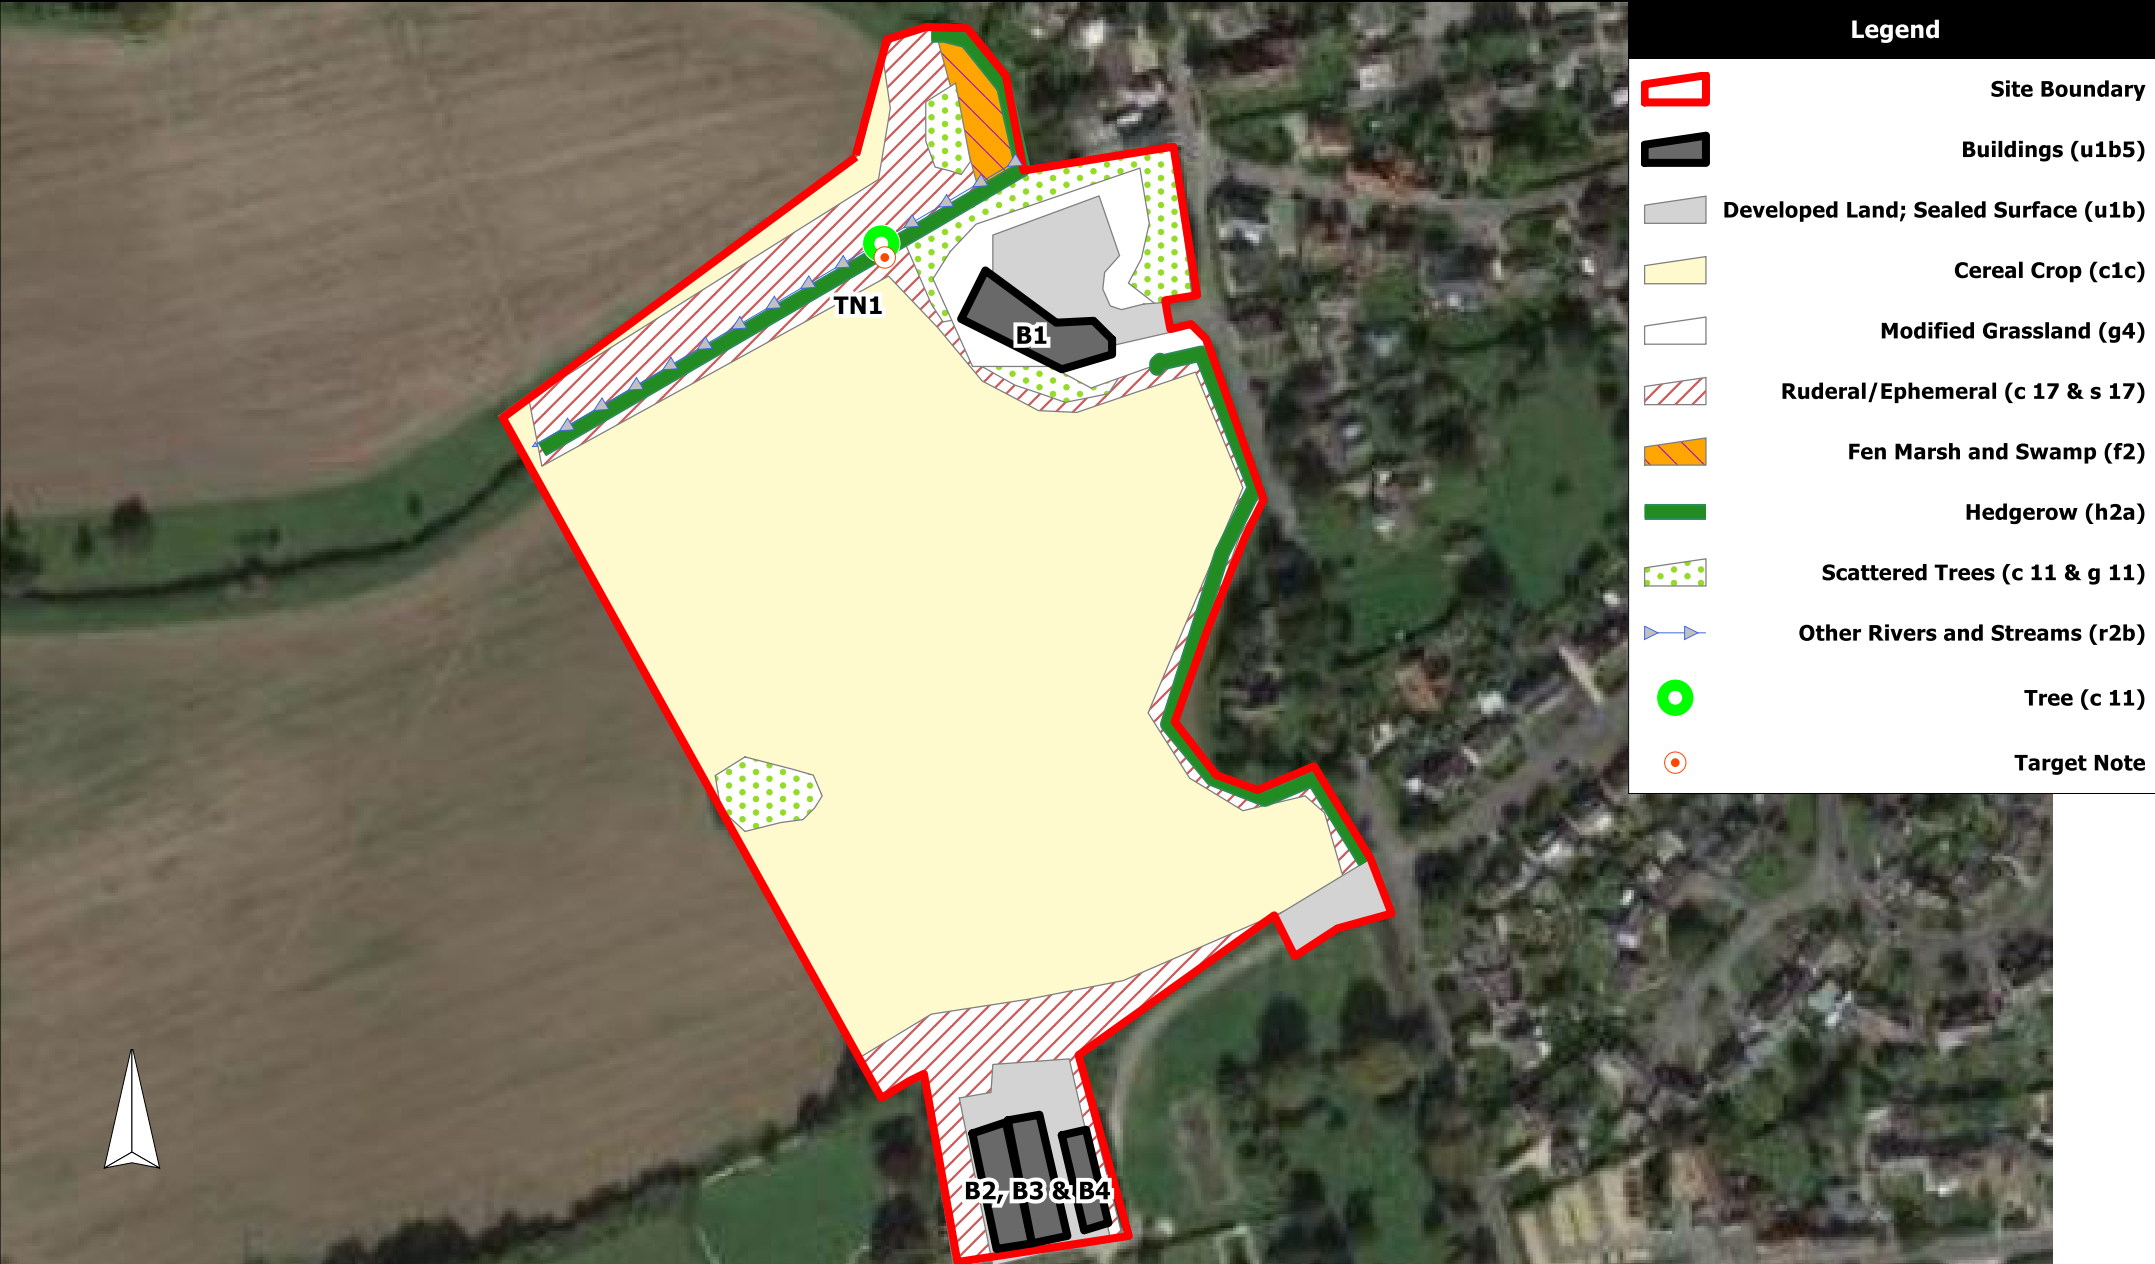 Legend
Site Boundary
Buildings (u1b5)
Developed Land; Sealed Surface (u1b)
Cereal Crop (c1c)
Modified Grassland (g4)
Ruderal/Ephemeral (c 17 & s 17)
Fen Marsh and Swamp (f2)
Hedgerow (h2a)
Scattered Trees (c 11 & g 11)
Other Rivers and Streams (r2b)
Tree (c 11)
Target Note
TN1
B1
B2, B3 & B4